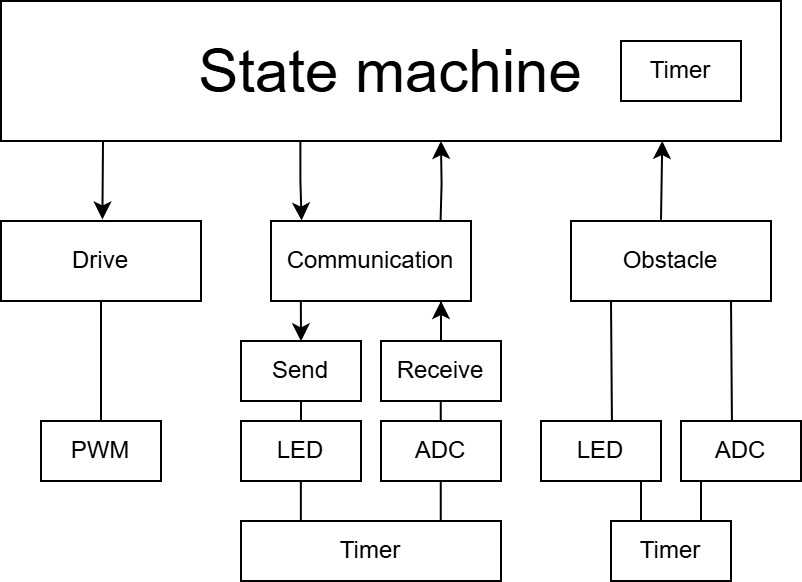 State machine
Timer
Drive
Communication
Obstacle
Send
Receive
PWM
LED
ADC
LED
ADC
Timer
Timer